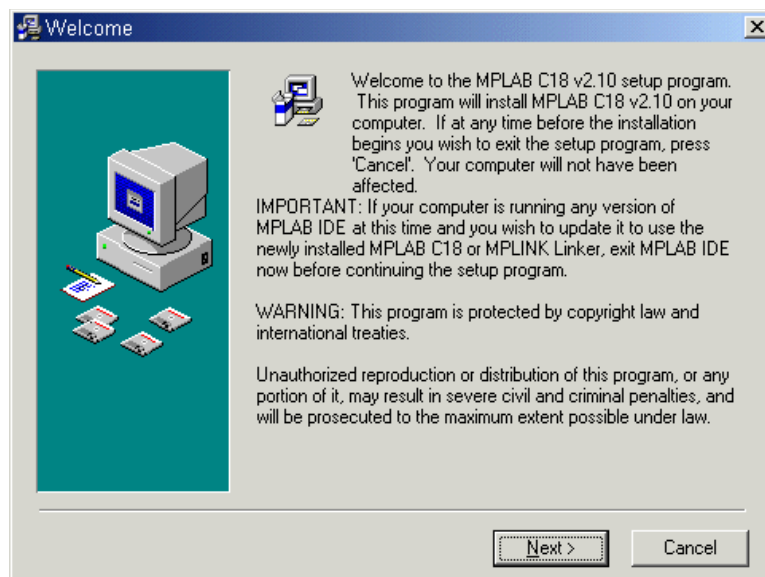 Welcome
Welcome to the MPLAB C18 v2.10 setup program.
This program will install MPLAB C18 v2.10 on your
computer. If at any time before the installation
begins you wish to exit the setup program, press
'Cancel'. Your computer will not have been
affected.
IMPORTANT: If your computer is running any version of
MPLAB IDE at this time and you wish to update it to use the
newly installed MPLAB C18 or MPLINK Linker, exit MPLAB IDE
now before continuing the setup program.
WARNING: This program is protected by copyright law and
international treaties.
Unauthorized reproduction or distribution of this program, or any
portion of it, may result in severe civil and criminal penalties, and
will be prosecuted to the maximum extent possible under law.
Next >
Cancel